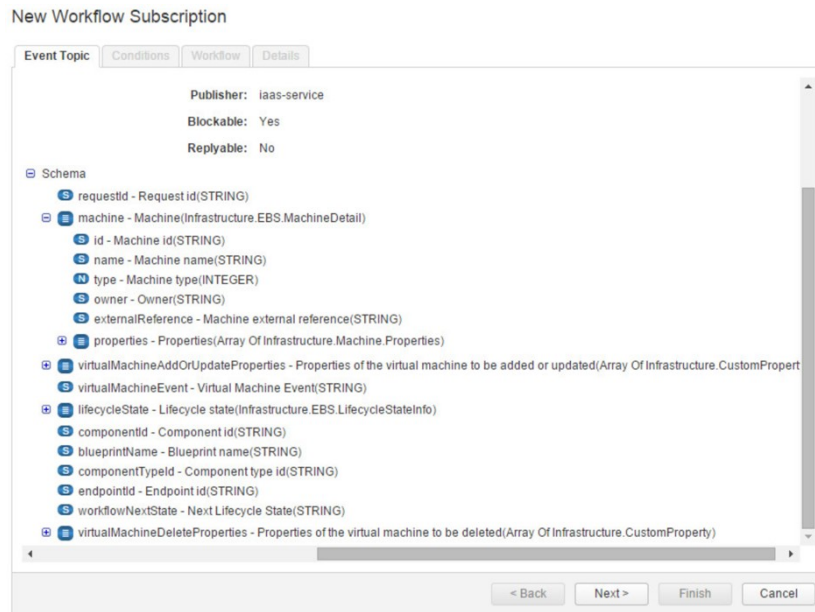 New Workflow Subscription
Event Topic Conditions Workflow Details
Publisher: iaas-service
Blockable: Yes
Replyable: No
Schema
S requestId - Request id(STRING)
machine - Machine(Infrastructure.EBS.MachineDetail)
S id - Machine id(STRING)
S name - Machine name(STRING)
N type - Machine type(INTEGER)
S owner - Owner(STRING)
S externalReference - Machine external reference(STRING)
properties - Properties(Array Of Infrastructure.Machine.Properties)
virtualMachineAddOrUpdateProperties - Properties of the virtual machine to be added or updated(Array Of Infrastructure.CustomPropert
S virtualMachineEvent - Virtual Machine Event(STRING)
lifecycleState - Lifecycle state(Infrastructure.EBS.LifecycleStateInfo)
S componentId - Component id(STRING)
S blueprintName - Blueprint name(STRING)
S componentTypeId - Component type id(STRING)
S endpointId - Endpoint id(STRING)
S workflowNextState - Next Lifecycle State(STRING)
virtualMachineDeleteProperties - Properties of the virtual machine to be deleted(Array Of Infrastructure.CustomProperty)
< Back Next > Finish Cancel